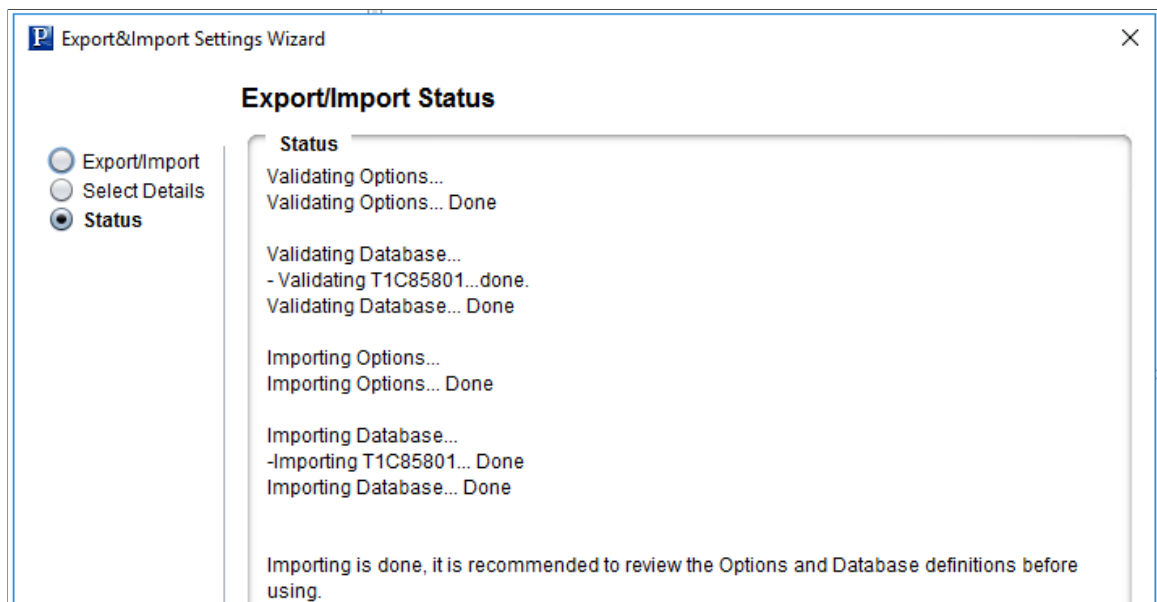 P Export&Import Settings Wizard
Export/Import Status
Export/Import
Select Details
Status
Status
Validating Options...
Validating Options... Done
Validating Database...
- Validating T1C85801...done.
Validating Database... Done
Importing Options...
Importing Options... Done
Importing Database...
-Importing T1C85801... Done
Importing Database... Done
Importing is done, it is recommended to review the Options and Database definitions before
using.